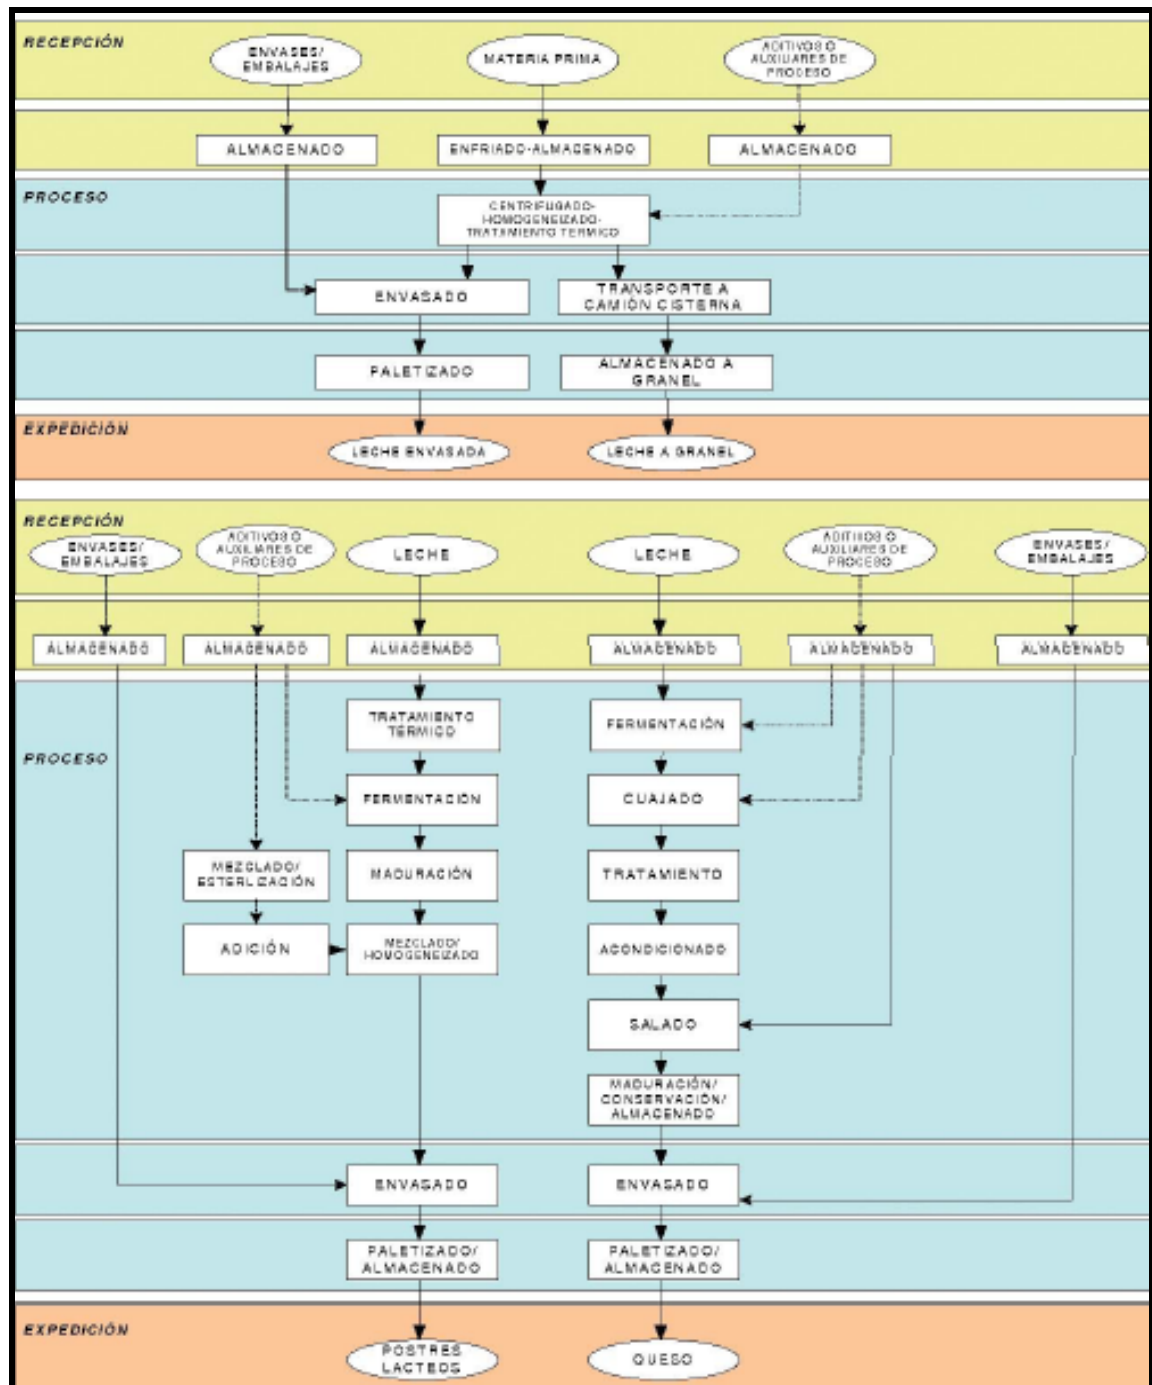 RECEPCIÓN
ENVASES/
EMBALAJES
MATERIA PRIMA
ADITIVOS O
AUXILIARES DE
PROCESO
ALMACENADO
ENFRIADO-ALMACENADO
ALMACENADO
PROCESO
CENTRIFUGADO-
HOMOGENEIZADO-
TRATAMIENTO TERMICO
ENVASADO
TRANSPORTE A
CAMIÓN CISTERNA
PALETIZADO
ALMACENADO A
GRANEL
EXPEDICIÓN
LECHE ENVASADA
LECHE A GRANEL
RECEPCIÓN
ENVASES/
EMBALAJES
ADITIVOS O
AUXILIARES DE
PROCESO
LECHE
LECHE
ADITIVOS O
AUXILIARES DE
PROCESO
ENVASES/
EMBALAJES
ALMACENADO
ALMACENADO
ALMACENADO
ALMACENADO
ALMACENADO
ALMACENADO
PROCESO
TRATAMIENTO
TÉRMICO
FERMENTACIÓN
FERMENTACIÓN
CUAJADO
MEZCLADO/
ESTERLIZACIÓN
MADURACIÓN
TRATAMIENTO
ADICIÓN
MEZCLADO/
HOMOGENEIZADO
ACONDICIONADO
SALADO
MADURACIÓN/
CONSERVACIÓN/
ALMACENADO
ENVASADO
ENVASADO
PALETIZADO/
ALMACENADO
PALETIZADO/
ALMACENADO
EXPEDICIÓN
POSTRES
LACTEOS
QUESO